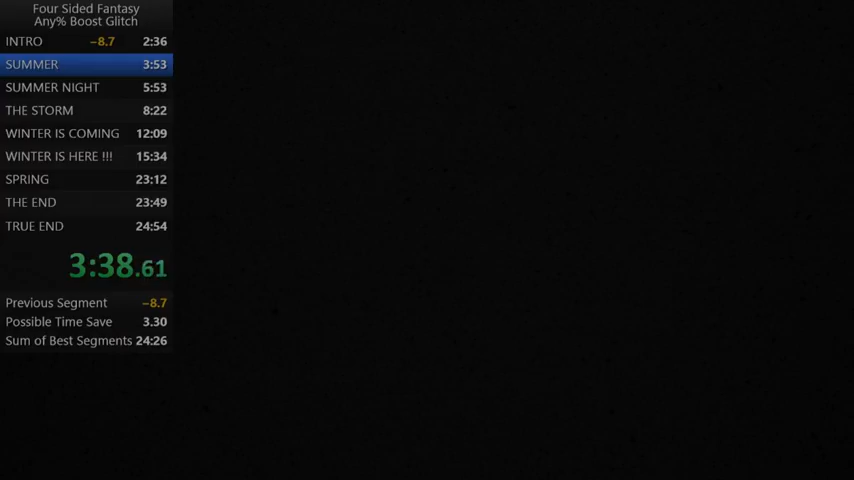 Four Sided Fantasy
Any% Boost Glitch
INTRO −8.7 2:36
SUMMER 3:53
SUMMER NIGHT 5:53
THE STORM 8:22
WINTER IS COMING 12:09
WINTER IS HERE !!! 15:34
SPRING 23:12
THE END 23:49
TRUE END 24:54
3:38.61
Previous Segment −8.7
Possible Time Save 3.30
Sum of Best Segments 24:26